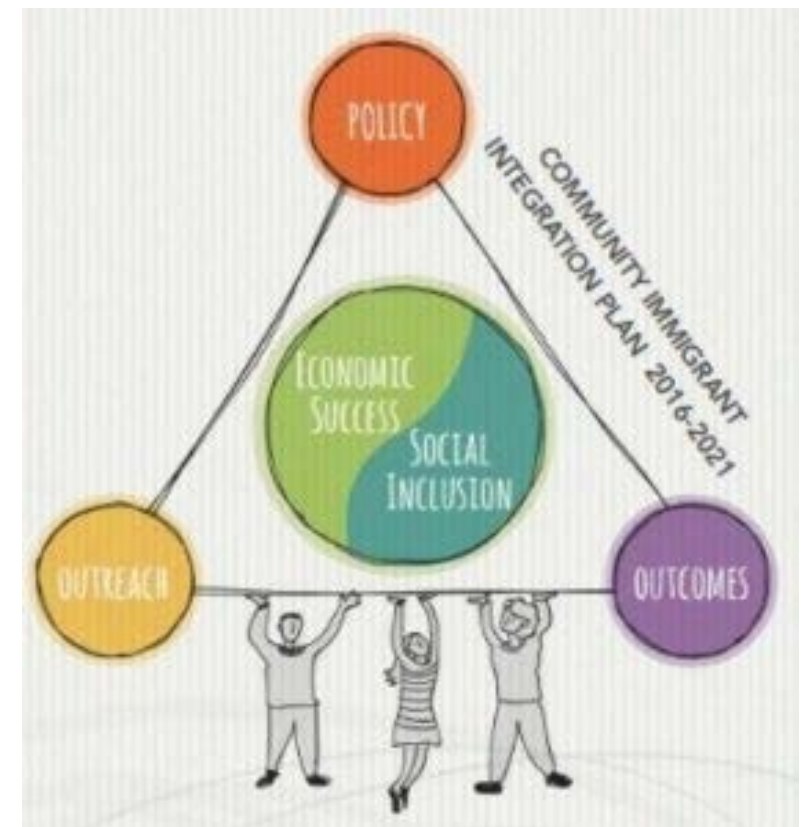 POLICY
COMMUNITY IMMIGRANT
INTEGRATION PLAN 2016-2021
ECONOMIC
SUCCESS
SOCIAL
INCLUSION
OUTREACH
OUTCOMES